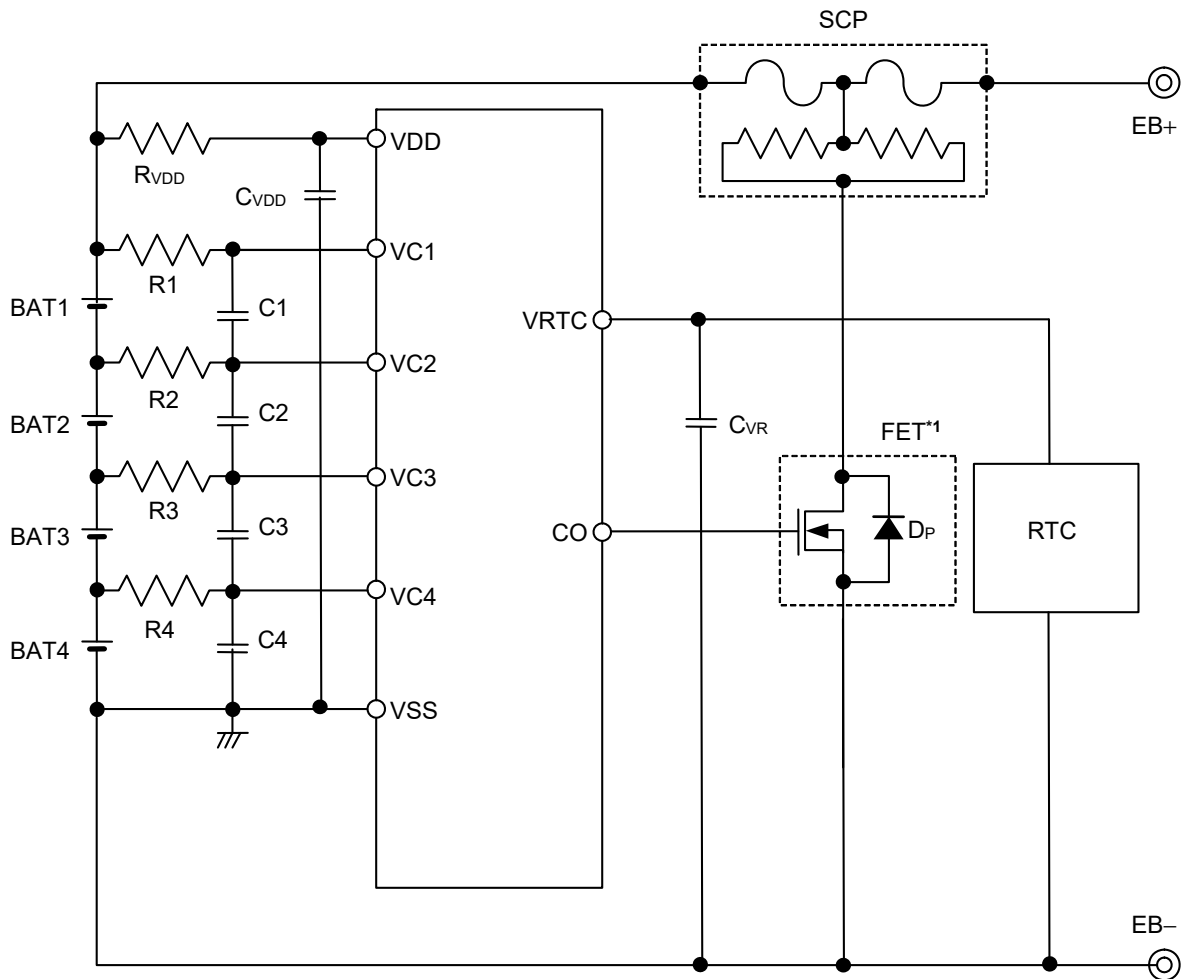 SCP
EB+
VDD
RVDD
CVDD
VC1
R1
BAT1
C1
VRTC
VC2
R2
BAT2
C2
CVR
FET*1
VC3
R3
BAT3
C3
CO
DP
RTC
VC4
R4
BAT4
C4
VSS
EB−